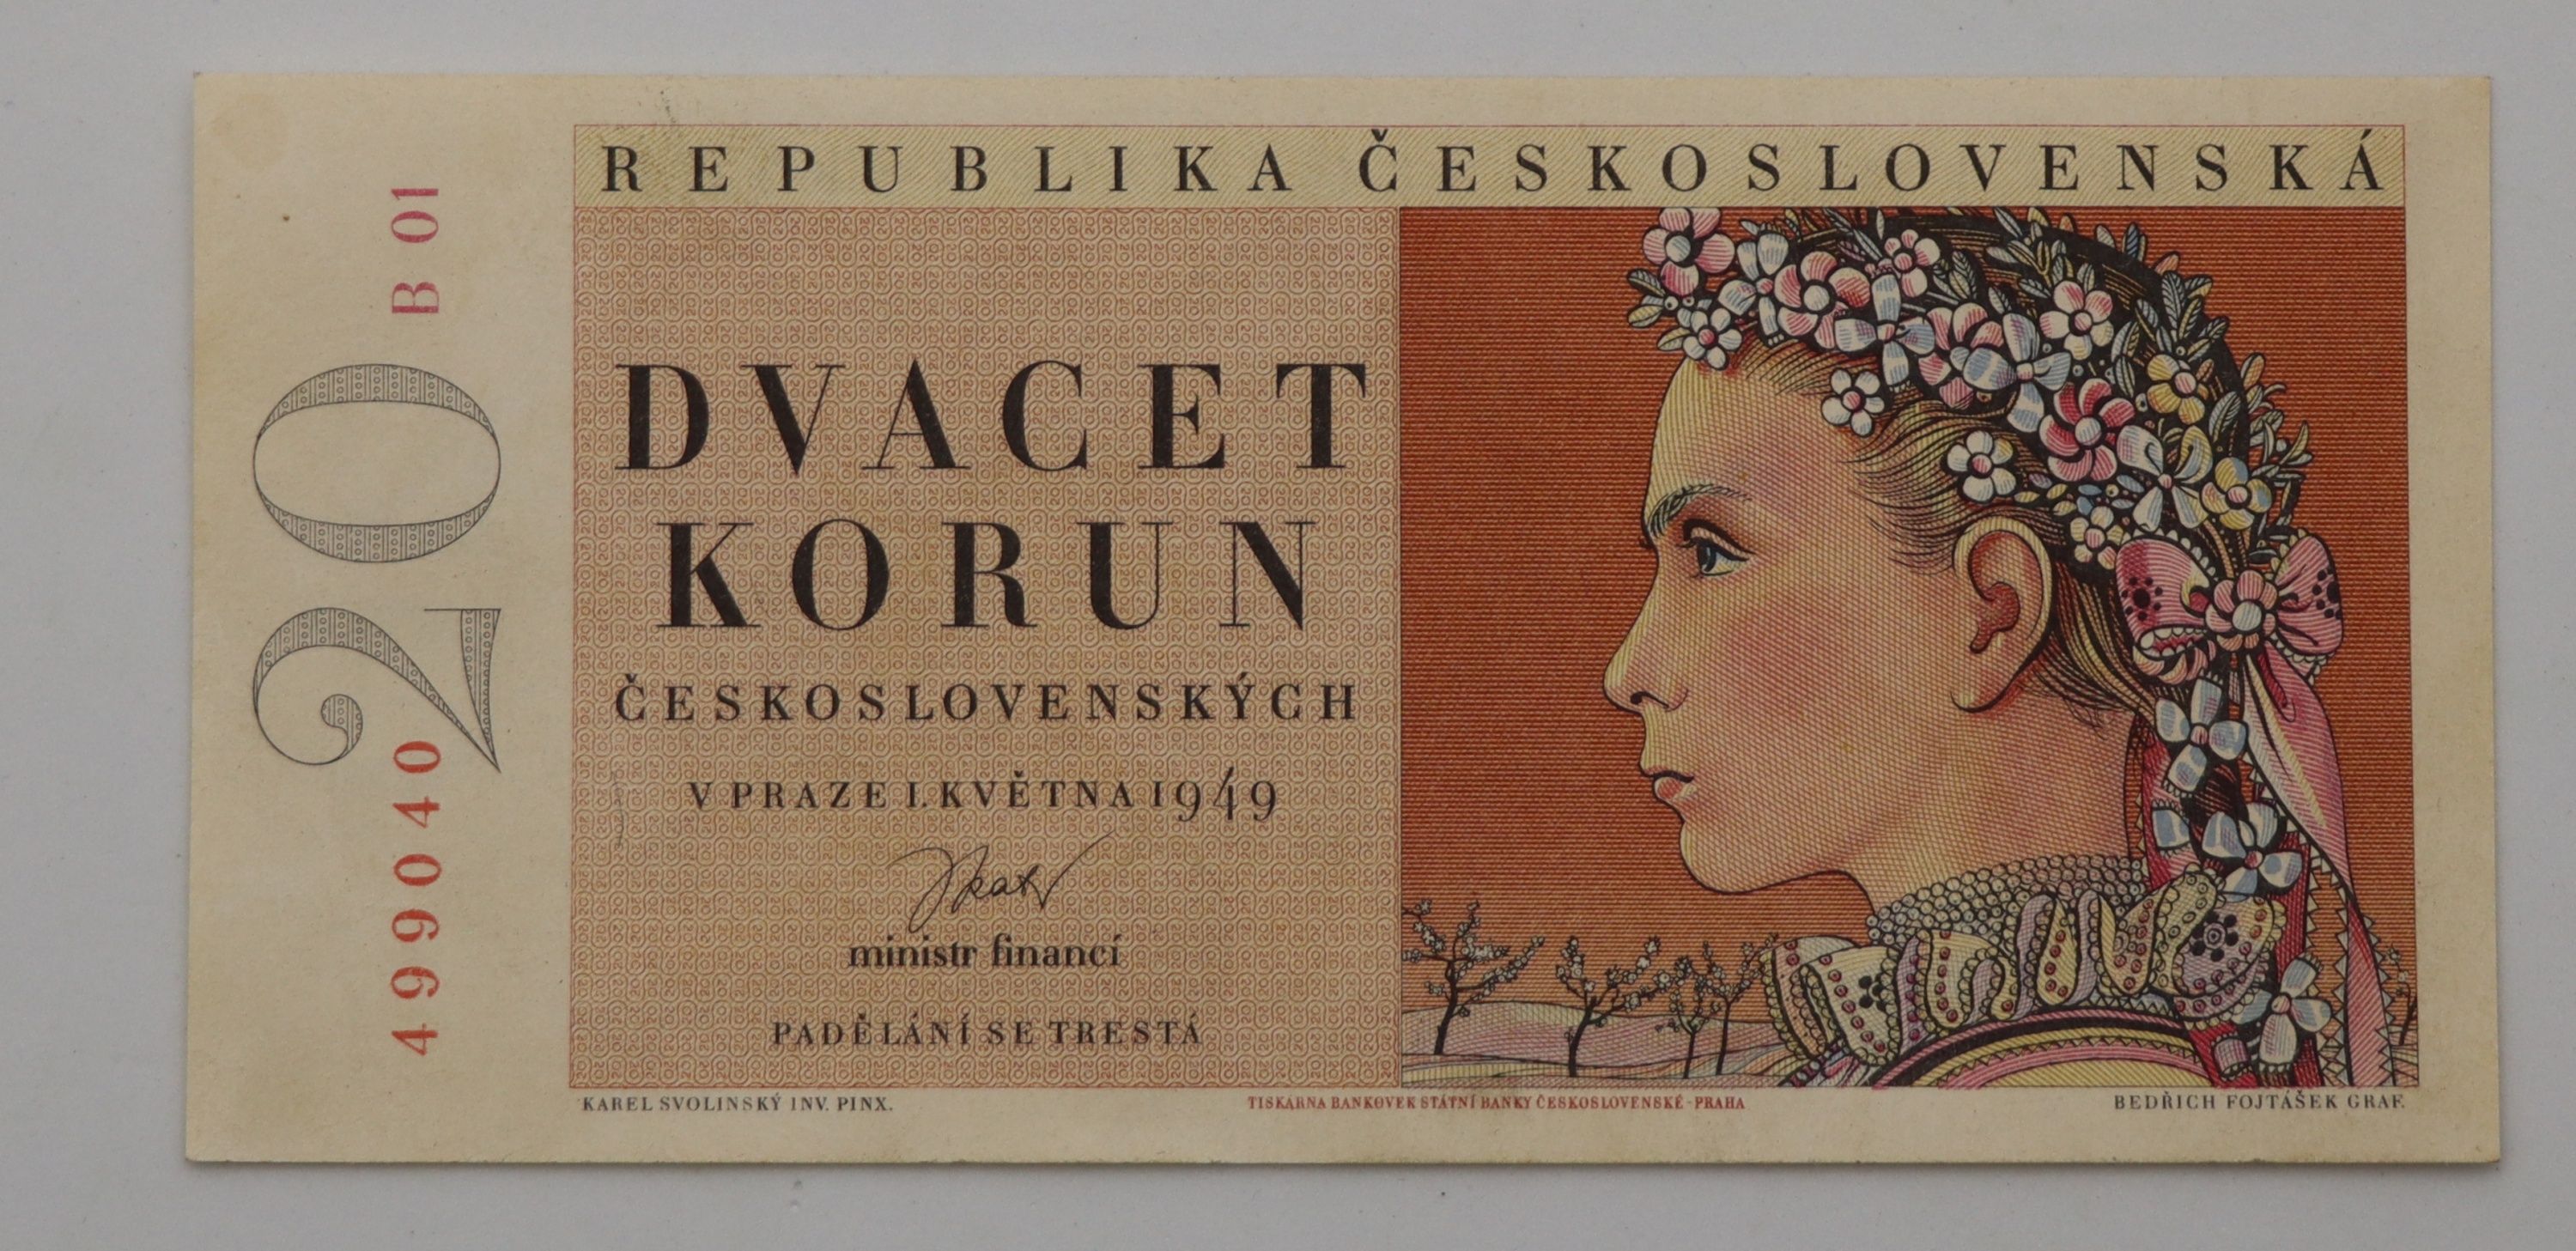 REPUBLIKA ČESKOSLOVENSKÁ
B 01
20
499040
DVACET
KORUN
ČESKOSLOVENSKÝCH
V PRAZE 1. KVĚTNA 1949
ministr financí
PADĚLÁNÍ SE TRESTÁ
KAREL SVOLINSKÝ INV. PINX.
TISKÁRNA BANKOVEK STÁTNÍ BANKY ČESKOSLOVENSKÉ - PRAHA
BEDŘICH FOJTÁŠEK GRAF.